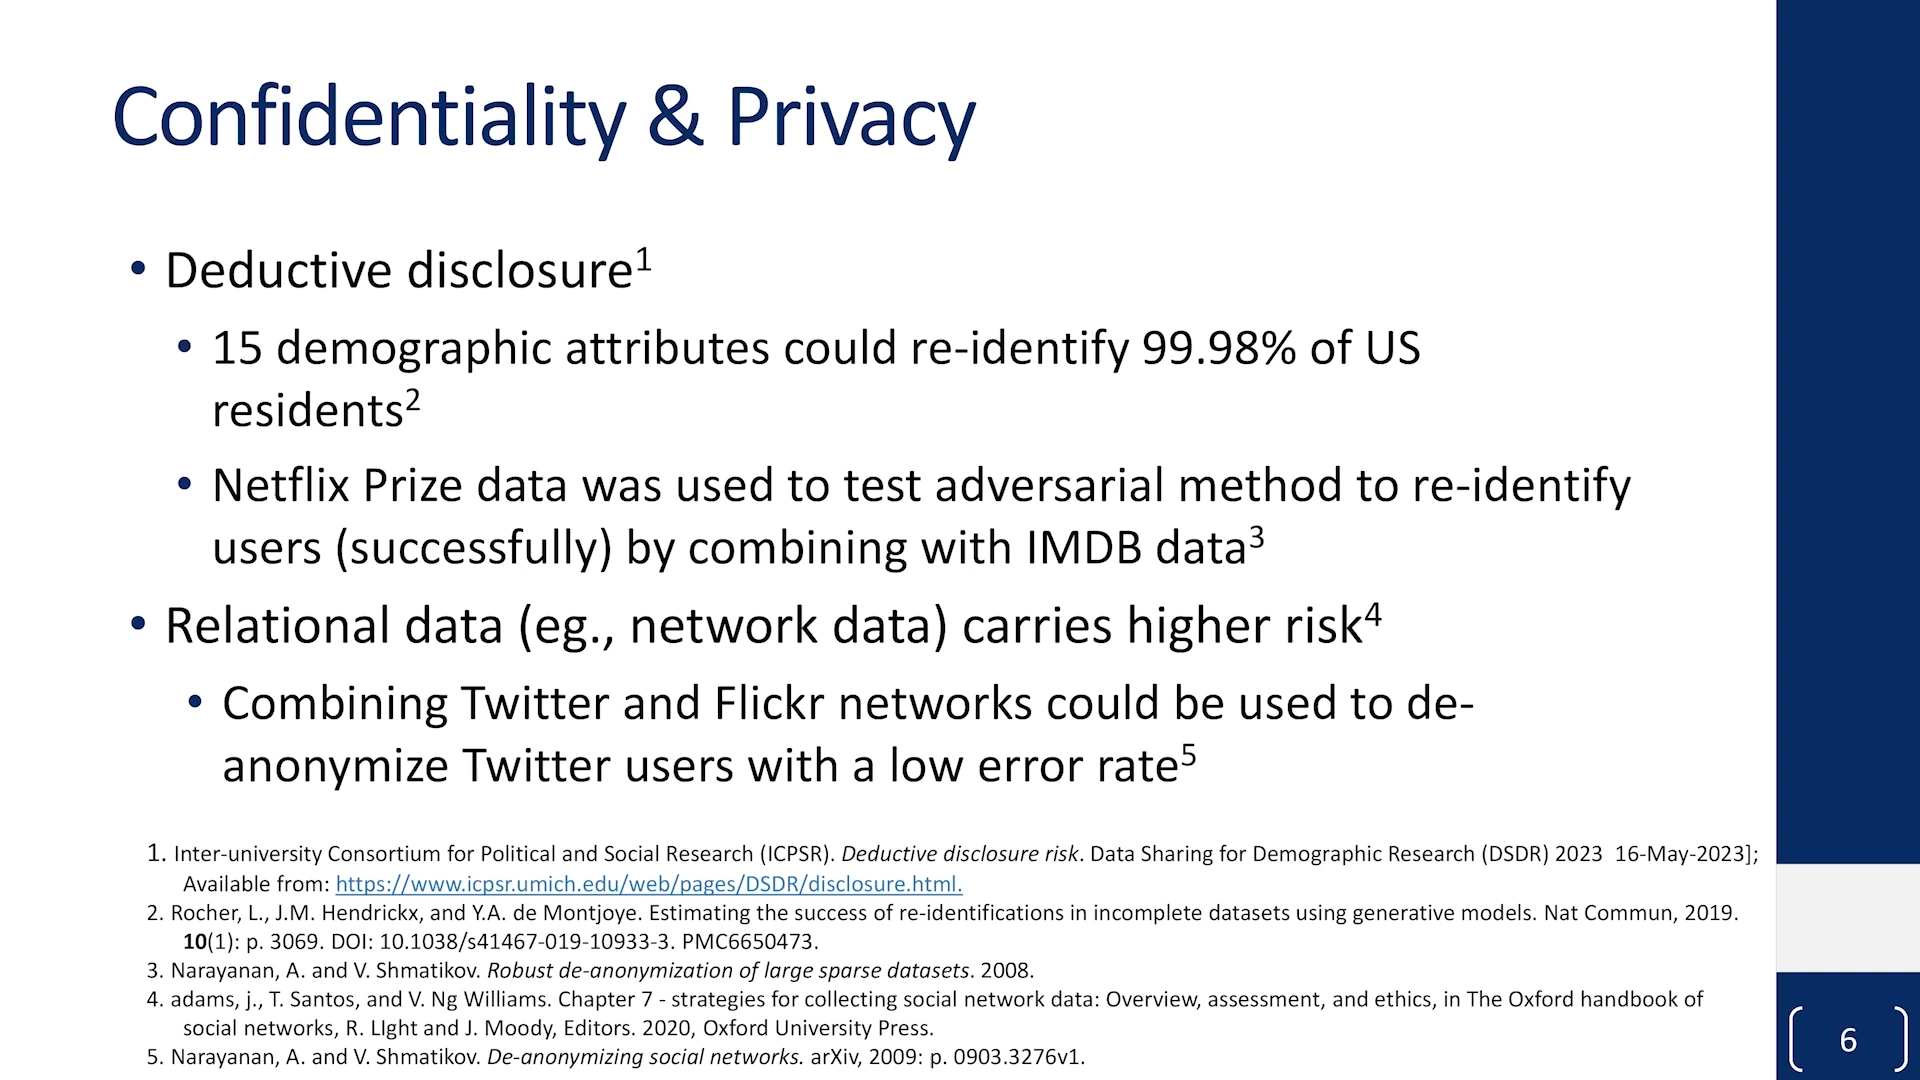 Confidentiality & Privacy
• Deductive disclosure1
• 15 demographic attributes could re-identify 99.98% of US
residents2
• Netflix Prize data was used to test adversarial method to re-identify
users (successfully) by combining with IMDB data3
• Relational data (eg., network data) carries higher risk4
• Combining Twitter and Flickr networks could be used to de-
anonymize Twitter users with a low error rate5
1. Inter-university Consortium for Political and Social Research (ICPSR). Deductive disclosure risk. Data Sharing for Demographic Research (DSDR) 2023 16-May-2023];
Available from: https://www.icpsr.umich.edu/web/pages/DSDR/disclosure.html.
2. Rocher, L., J.M. Hendrickx, and Y.A. de Montjoye. Estimating the success of re-identifications in incomplete datasets using generative models. Nat Commun, 2019.
10(1): p. 3069. DOI: 10.1038/s41467-019-10933-3. PMC6650473.
3. Narayanan, A. and V. Shmatikov. Robust de-anonymization of large sparse datasets. 2008.
4. adams, j., T. Santos, and V. Ng Williams. Chapter 7 - strategies for collecting social network data: Overview, assessment, and ethics, in The Oxford handbook of
social networks, R. LIght and J. Moody, Editors. 2020, Oxford University Press.
5. Narayanan, A. and V. Shmatikov. De-anonymizing social networks. arXiv, 2009: p. 0903.3276v1.
6